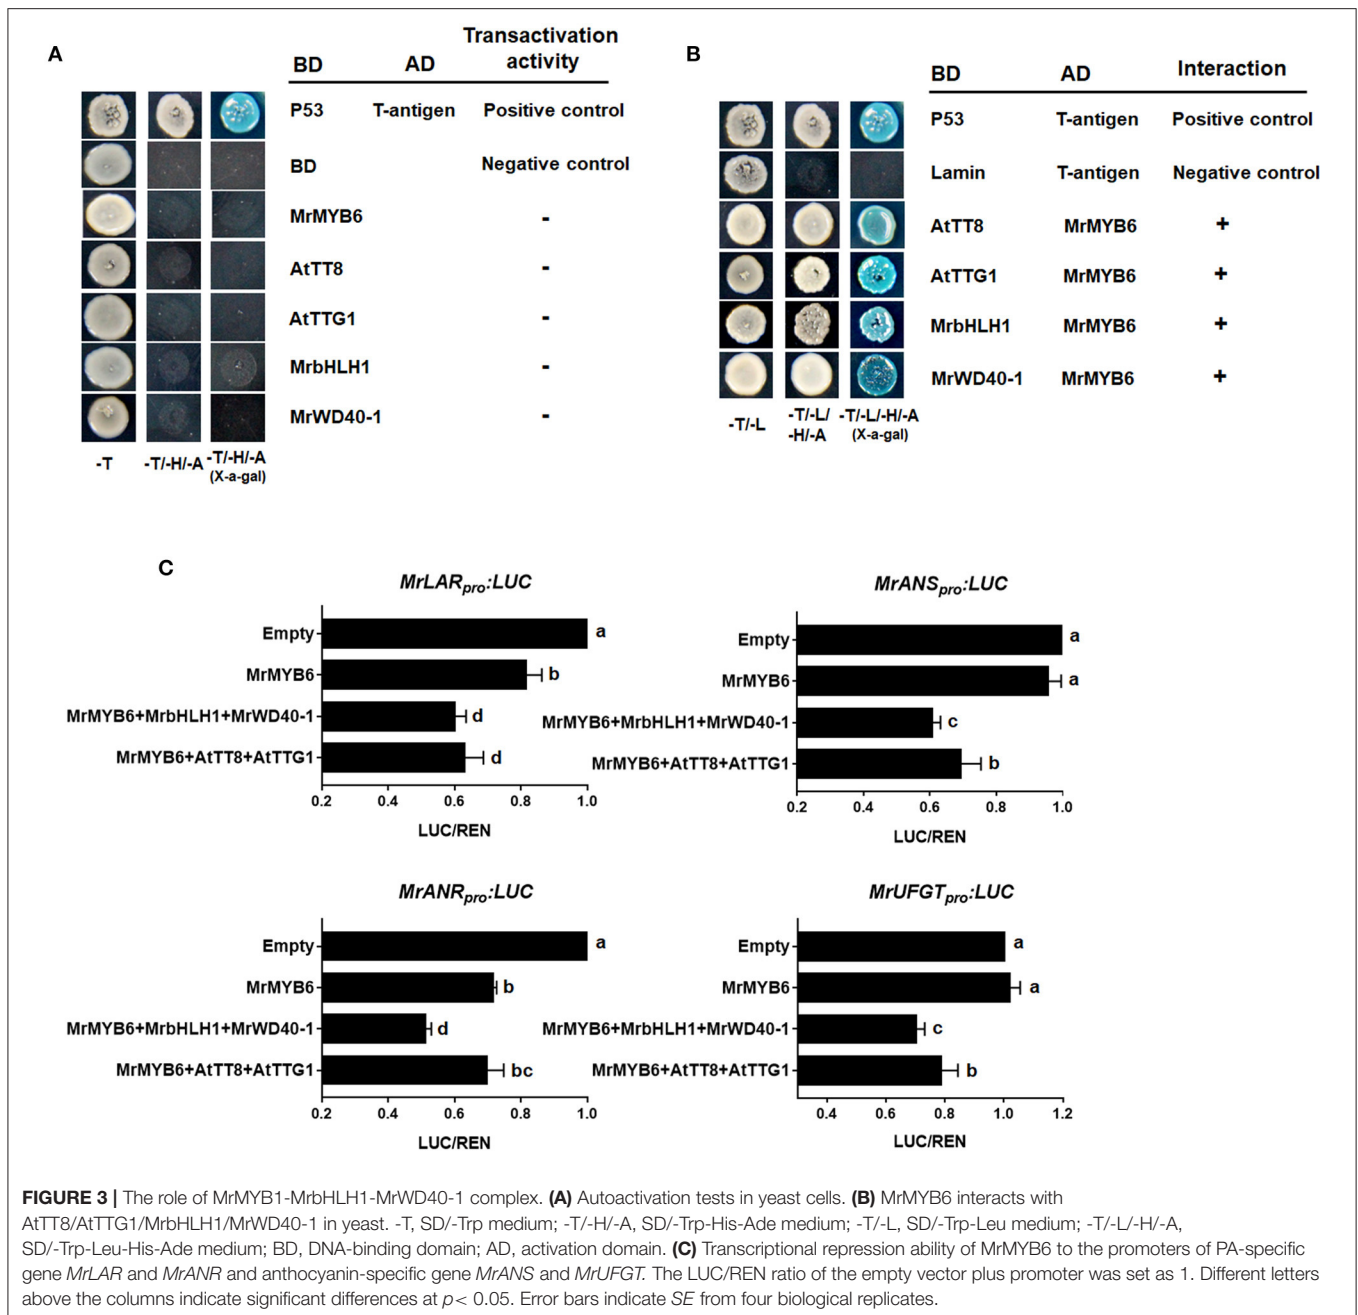 A
BD AD Transactivation activity
P53 T-antigen Positive control
BD Negative control
MrMYB6 -
AtTT8 -
AtTTG1 -
MrbHLH1 -
MrWD40-1 -
-T -T/-H/-A -T/-H/-A (X-a-gal)
B
BD AD Interaction
P53 T-antigen Positive control
Lamin T-antigen Negative control
AtTT8 MrMYB6 +
AtTTG1 MrMYB6 +
MrbHLH1 MrMYB6 +
MrWD40-1 MrMYB6 +
-T/-L -T/-L/-H/-A -T/-L/-H/-A (X-a-gal)
C
MrLARpro:LUC
Empty a
MrMYB6 b
MrMYB6+MrbHLH1+MrWD40-1 d
MrMYB6+AtTT8+AtTTG1 d
0.2 0.4 0.6 0.8 1.0
LUC/REN
MrANSpro:LUC
Empty a
MrMYB6 a
MrMYB6+MrbHLH1+MrWD40-1 c
MrMYB6+AtTT8+AtTTG1 b
0.2 0.4 0.6 0.8 1.0
LUC/REN
MrANRpro:LUC
Empty a
MrMYB6 b
MrMYB6+MrbHLH1+MrWD40-1 d
MrMYB6+AtTT8+AtTTG1 bc
0.2 0.4 0.6 0.8 1.0
LUC/REN
MrUFGTpro:LUC
Empty a
MrMYB6 a
MrMYB6+MrbHLH1+MrWD40-1 c
MrMYB6+AtTT8+AtTTG1 b
0.4 0.6 0.8 1.0 1.2
LUC/REN
FIGURE 3 | The role of MrMYB1-MrbHLH1-MrWD40-1 complex. (A) Autoactivation tests in yeast cells. (B) MrMYB6 interacts with
AtTT8/AtTTG1/MrbHLH1/MrWD40-1 in yeast. -T, SD/-Trp medium; -T/-H/-A, SD/-Trp-His-Ade medium; -T/-L, SD/-Trp-Leu medium; -T/-L/-H/-A,
SD/-Trp-Leu-His-Ade medium; BD, DNA-binding domain; AD, activation domain. (C) Transcriptional repression ability of MrMYB6 to the promoters of PA-specific
gene MrLAR and MrANR and anthocyanin-specific gene MrANS and MrUFGT. The LUC/REN ratio of the empty vector plus promoter was set as 1. Different letters
above the columns indicate significant differences at p< 0.05. Error bars indicate SE from four biological replicates.